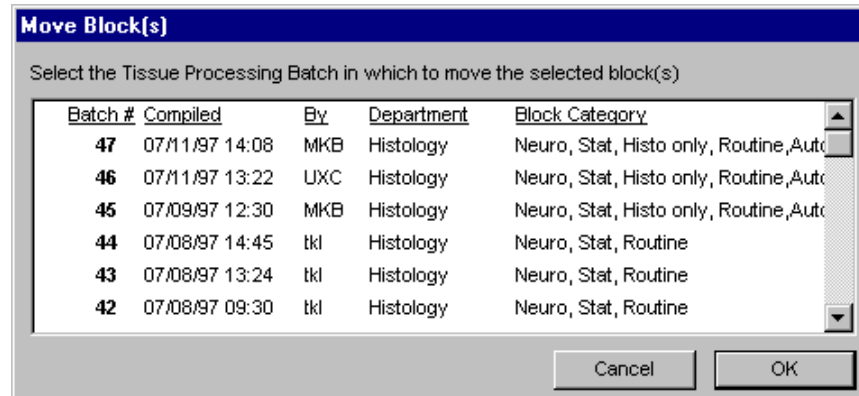 Move Block(s)
Select the Tissue Processing Batch in which to move the selected block(s)
Batch # Compiled By Department Block Category
47 07/11/97 14:08 MKB Histology Neuro, Stat, Histo only, Routine,Auto
46 07/11/97 13:22 UXC Histology Neuro, Stat, Histo only, Routine,Auto
45 07/09/97 12:30 MKB Histology Neuro, Stat, Histo only, Routine,Auto
44 07/08/97 14:45 tkl Histology Neuro, Stat, Routine
43 07/08/97 13:24 tkl Histology Neuro, Stat, Routine
42 07/08/97 09:30 tkl Histology Neuro, Stat, Routine
Cancel OK